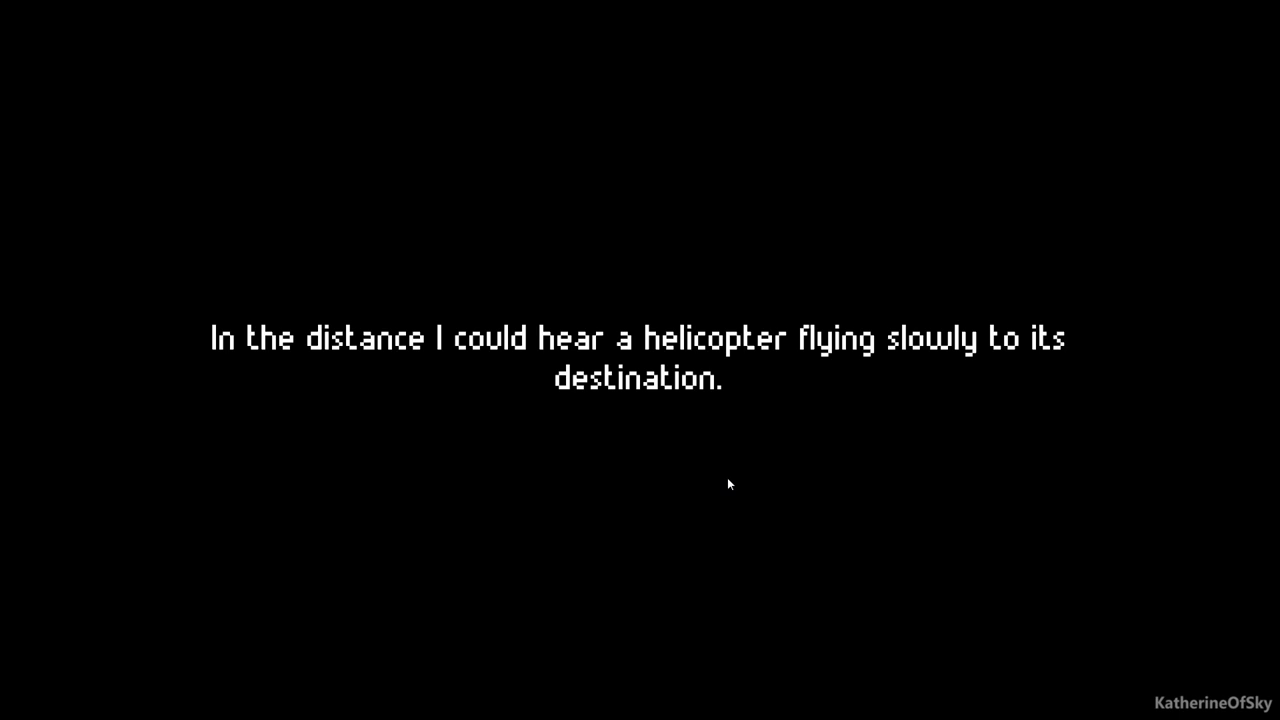 In the distance I could hear a helicopter flying slowly to its
destination.
KatherineOfSky